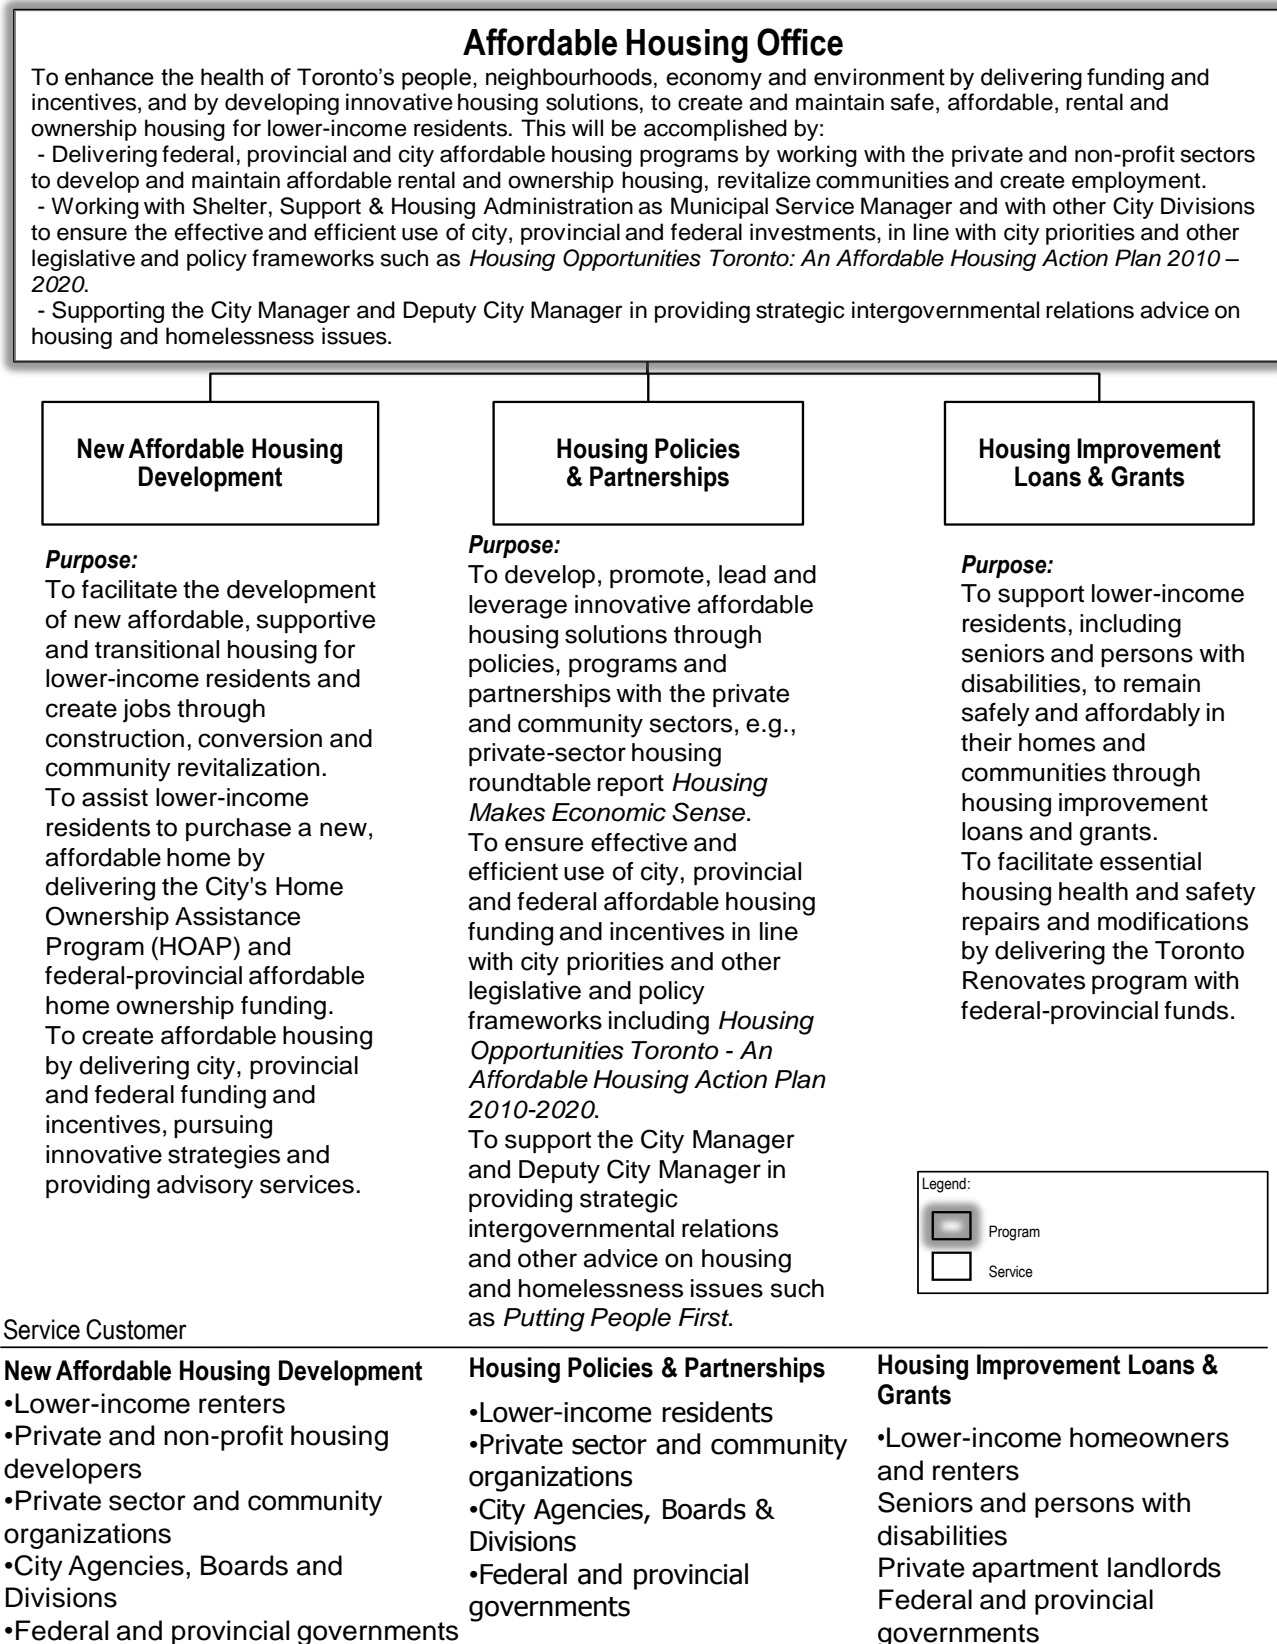 Affordable Housing Office
To enhance the health of Toronto's people, neighbourhoods, economy and environment by delivering funding and
incentives, and by developing innovative housing solutions, to create and maintain safe, affordable, rental and
ownership housing for lower-income residents. This will be accomplished by:
- Delivering federal, provincial and city affordable housing programs by working with the private and non-profit sectors
to develop and maintain affordable rental and ownership housing, revitalize communities and create employment.
- Working with Shelter, Support & Housing Administration as Municipal Service Manager and with other City Divisions
to ensure the effective and efficient use of city, provincial and federal investments, in line with city priorities and other
legislative and policy frameworks such as Housing Opportunities Toronto: An Affordable Housing Action Plan 2010 –
2020.
- Supporting the City Manager and Deputy City Manager in providing strategic intergovernmental relations advice on
housing and homelessness issues.
New Affordable Housing
Development
Purpose:
To facilitate the development
of new affordable, supportive
and transitional housing for
lower-income residents and
create jobs through
construction, conversion and
community revitalization.
To assist lower-income
residents to purchase a new,
affordable home by
delivering the City's Home
Ownership Assistance
Program (HOAP) and
federal-provincial affordable
home ownership funding.
To create affordable housing
by delivering city, provincial
and federal funding and
incentives, pursuing
innovative strategies and
providing advisory services.
Housing Policies
& Partnerships
Purpose:
To develop, promote, lead and
leverage innovative affordable
housing solutions through
policies, programs and
partnerships with the private
and community sectors, e.g.,
private-sector housing
roundtable report Housing
Makes Economic Sense.
To ensure effective and
efficient use of city, provincial
and federal affordable housing
funding and incentives in line
with city priorities and other
legislative and policy
frameworks including Housing
Opportunities Toronto - An
Affordable Housing Action Plan
2010-2020.
To support the City Manager
and Deputy City Manager in
providing strategic
intergovernmental relations
and other advice on housing
and homelessness issues such
as Putting People First.
Housing Improvement
Loans & Grants
Purpose:
To support lower-income
residents, including
seniors and persons with
disabilities, to remain
safely and affordably in
their homes and
communities through
housing improvement
loans and grants.
To facilitate essential
housing health and safety
repairs and modifications
by delivering the Toronto
Renovates program with
federal-provincial funds.
Legend:
Program
Service
Service Customer
New Affordable Housing Development
•Lower-income renters
•Private and non-profit housing
developers
•Private sector and community
organizations
•City Agencies, Boards and
Divisions
•Federal and provincial governments
Housing Policies & Partnerships
•Lower-income residents
•Private sector and community
organizations
•City Agencies, Boards &
Divisions
•Federal and provincial
governments
Housing Improvement Loans &
Grants
•Lower-income homeowners
and renters
Seniors and persons with
disabilities
Private apartment landlords
Federal and provincial
governments